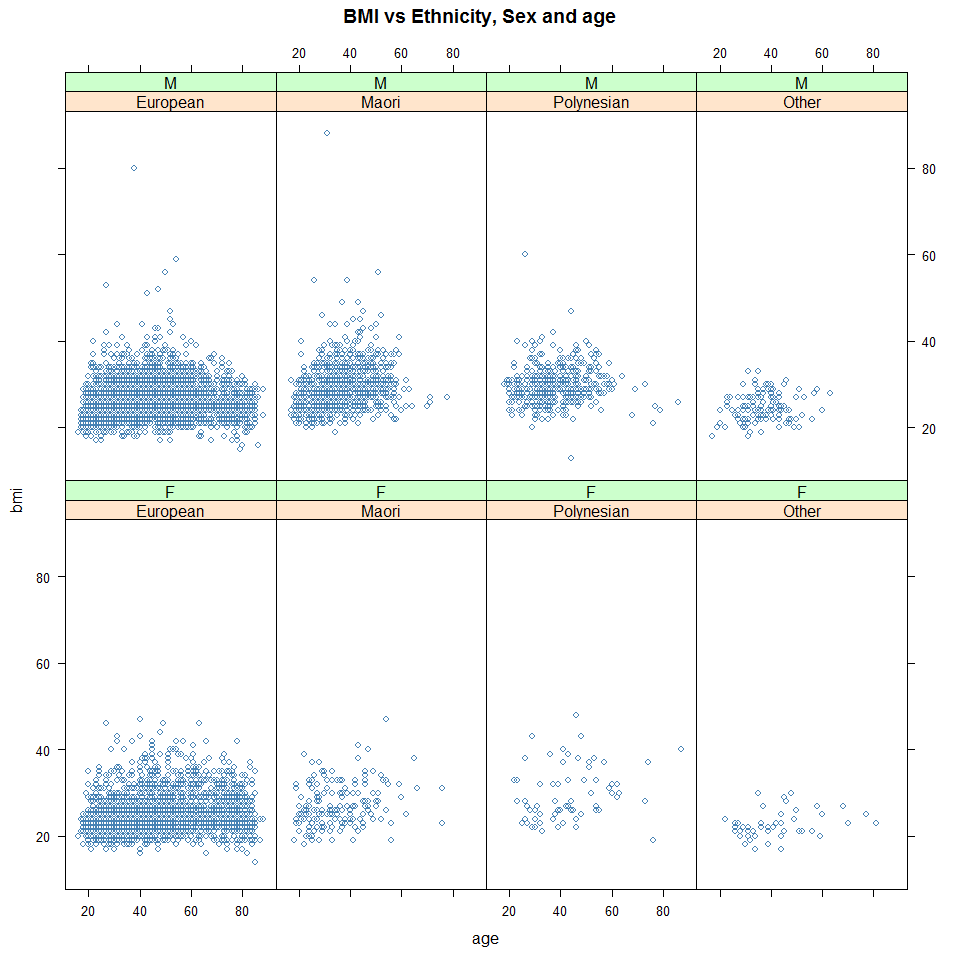 BMI vs Ethnicity, Sex and age
20 40 60 80 20 40 60 80
M M M M
European Maori Polynesian Other
80
60
40
20
bmi
F F F F
European Maori Polynesian Other
80
60
40
20
20 40 60 80 20 40 60 80
age